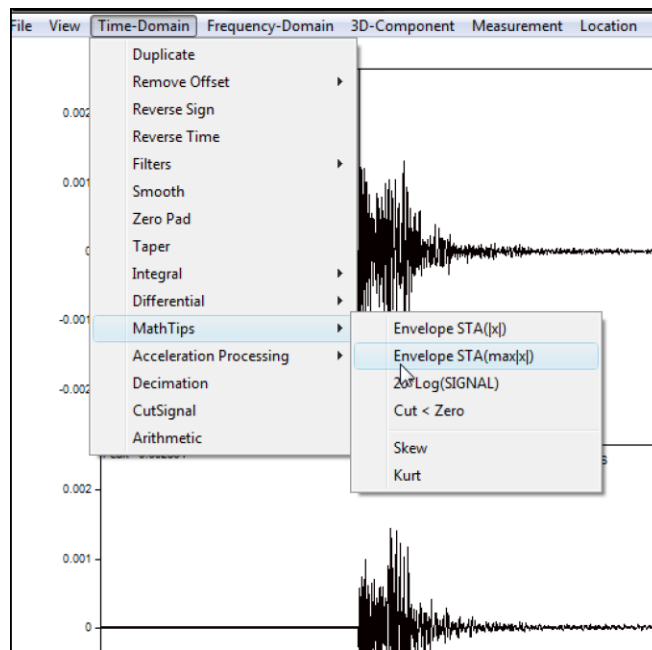 File View Time-Domain Frequency-Domain 3D-Component Measurement Location
Duplicate
Remove Offset
Reverse Sign
Reverse Time
Filters
Smooth
Zero Pad
Taper
Integral
Differential
MathTips
Acceleration Processing
Decimation
CutSignal
Arithmetic
Envelope STA(|x|)
Envelope STA(max|x|)
Log(SIGNAL)
Cut < Zero
Skew
Kurt
0.002
0.001
0
-0.001
-0.002
s
0.002
0.001
0